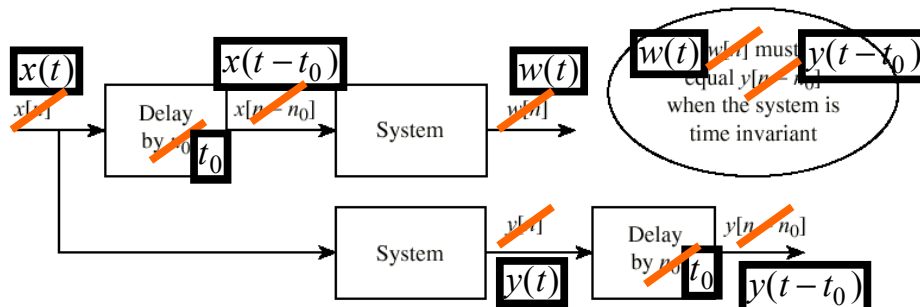 x(t)
x(t − t₀)
w(t)
w(t) w[n] must y(t − t₀)
equal y[n − n₀]
when the system is
time invariant
x[n]
x[n − n₀]
w[n]
Delay
by n₀
t₀
System
System
y[n]
y(t)
Delay
by n₀
t₀
y[n − n₀]
y(t − t₀)